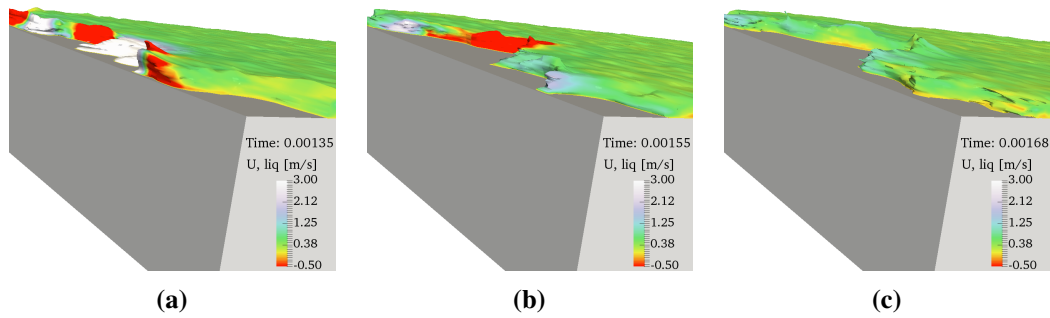 Time: 0.00135
U, liq [m/s]
3.00
2.12
1.25
0.38
-0.50
(a)
Time: 0.00155
U, liq [m/s]
3.00
2.12
1.25
0.38
-0.50
(b)
Time: 0.00168
U, liq [m/s]
3.00
2.12
1.25
0.38
-0.50
(c)